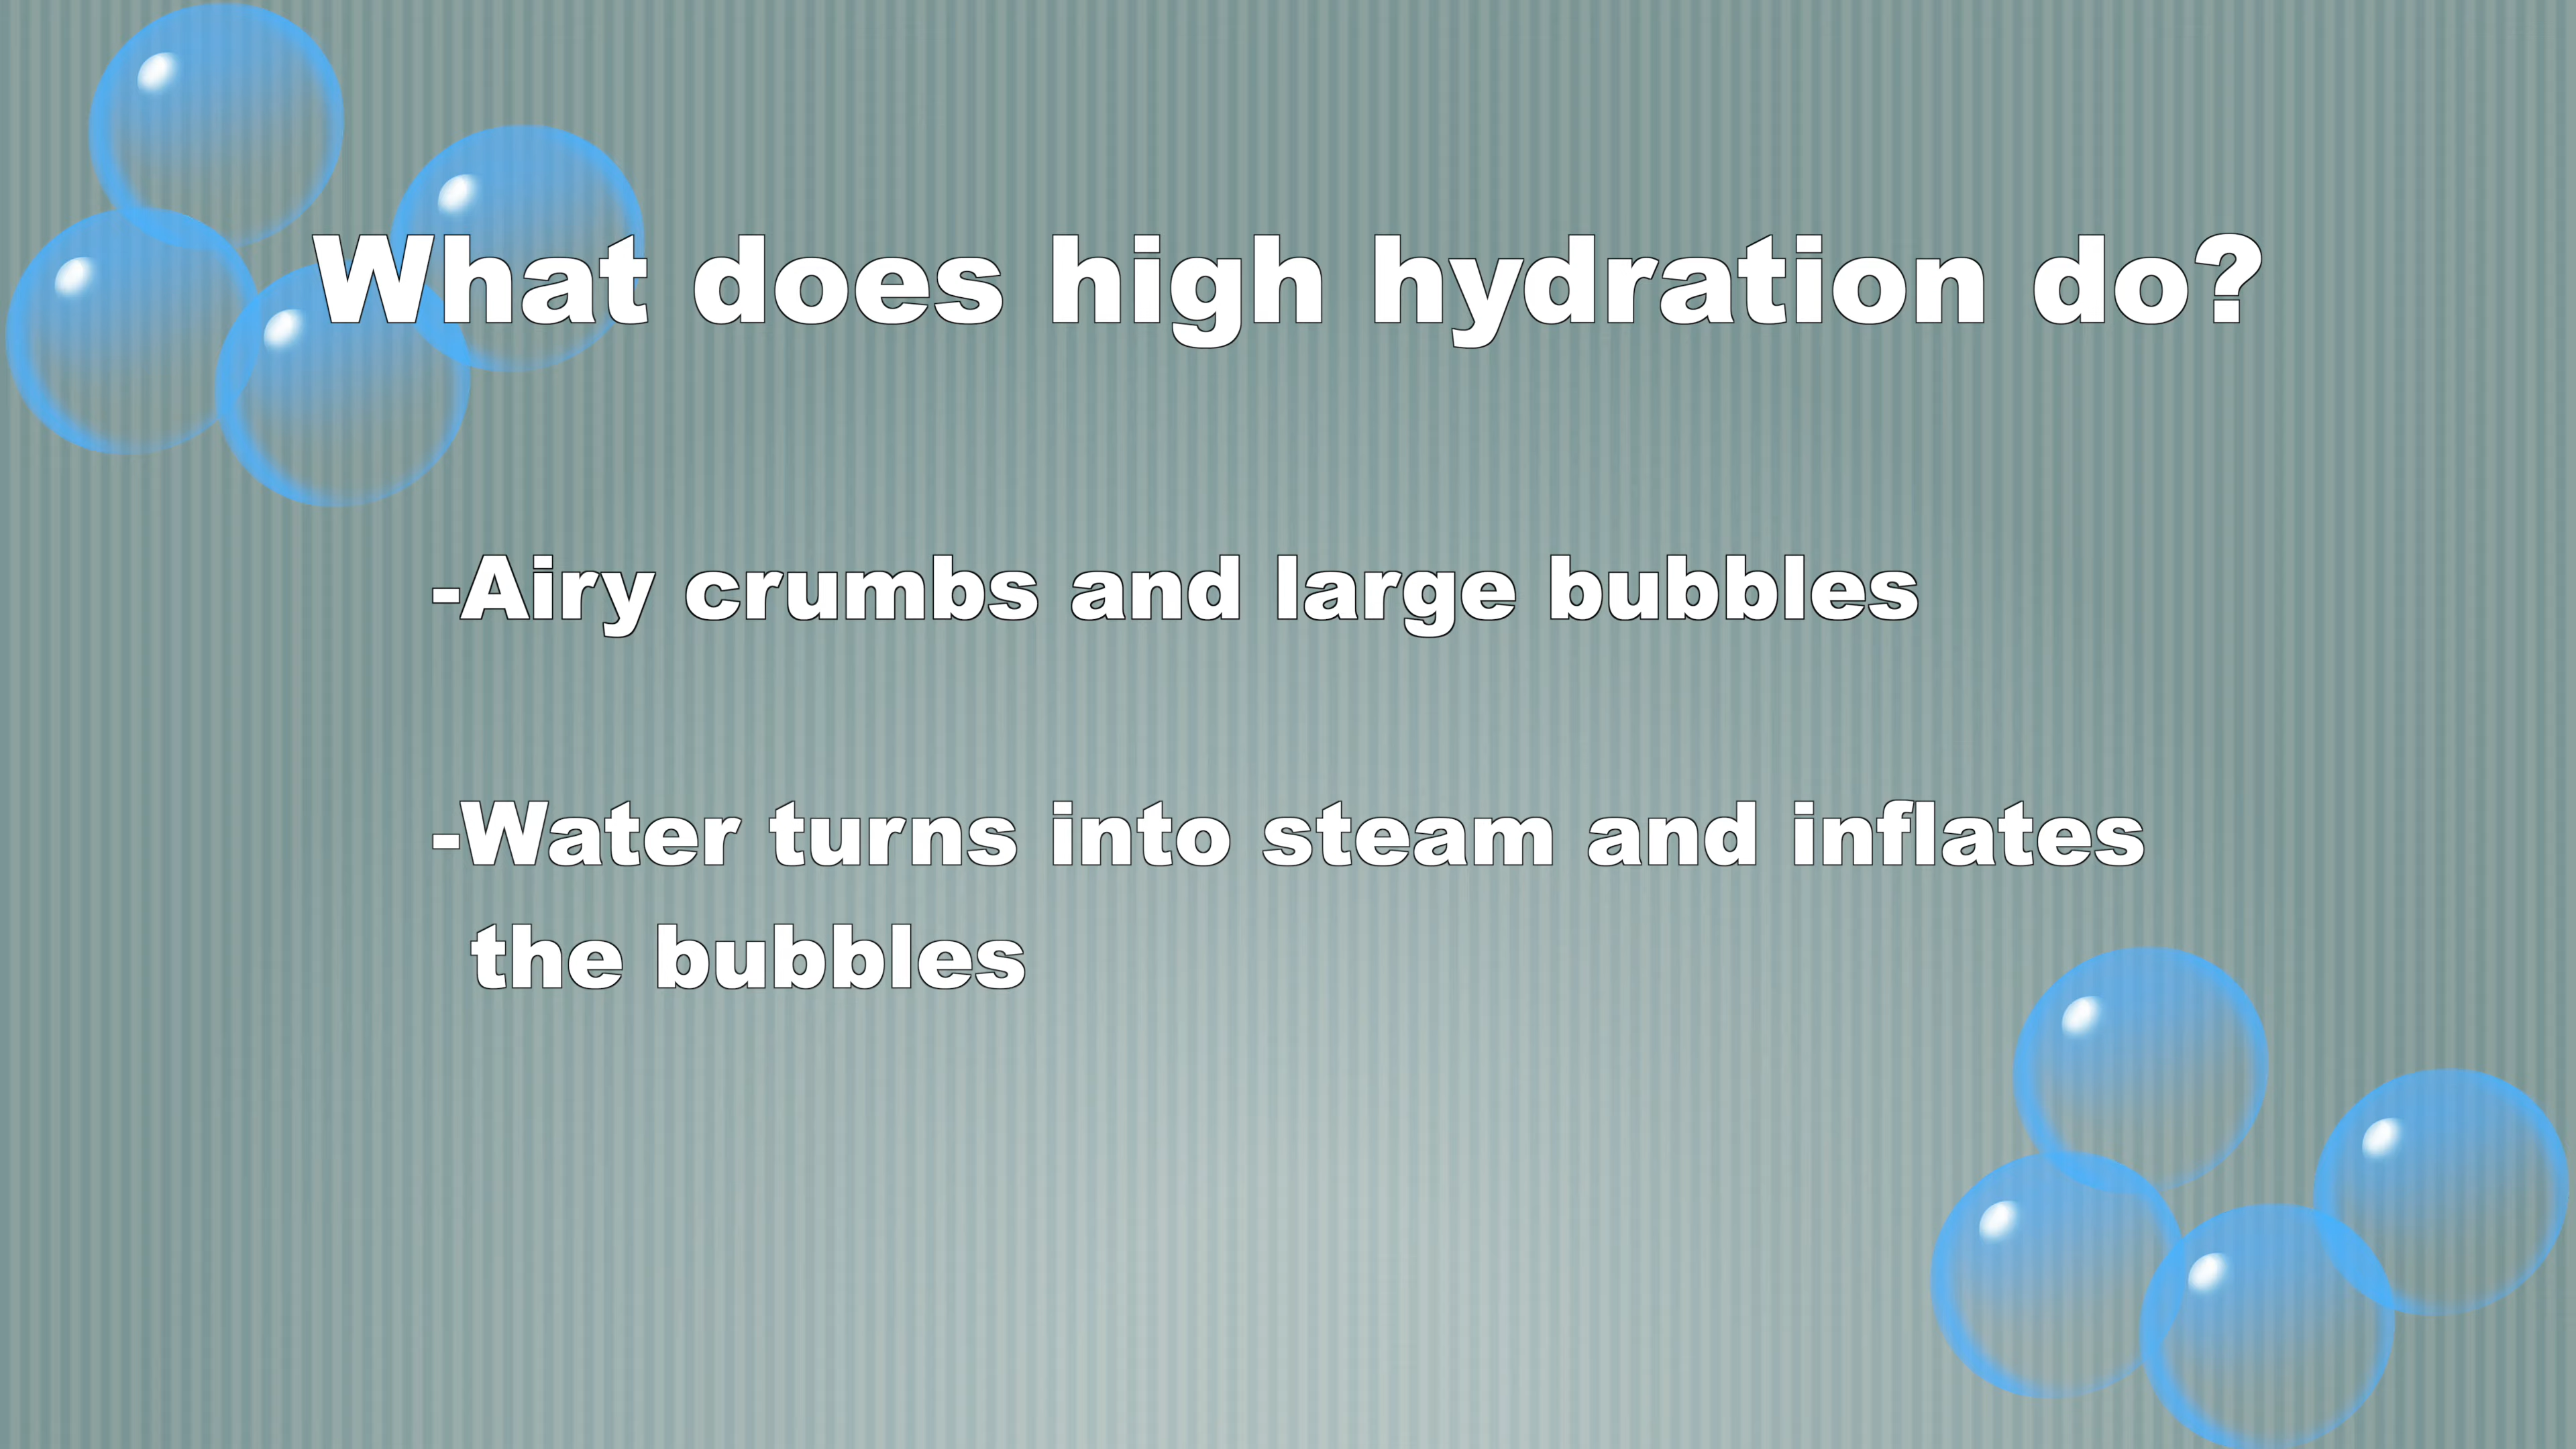 What does high hydration do?
-Airy crumbs and large bubbles
-Water turns into steam and inflates
the bubbles